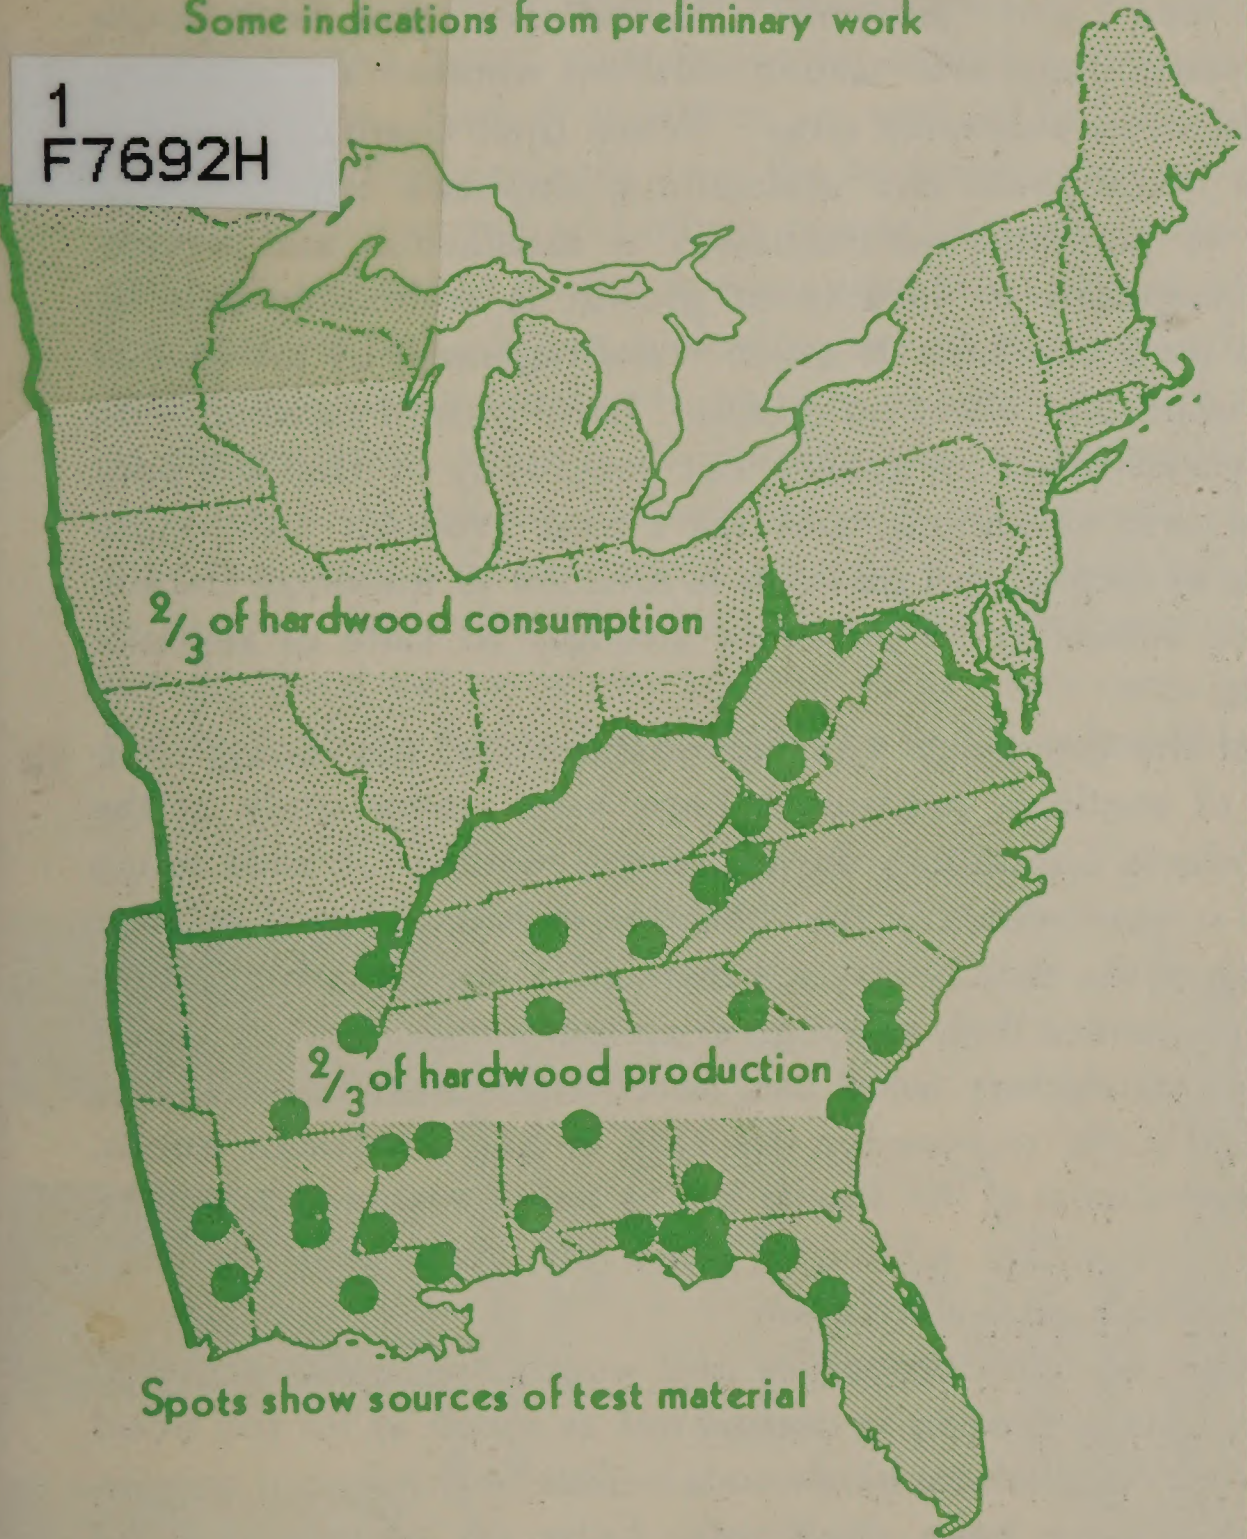 Some indications from preliminary work
1
F7692H
2/3 of hardwood consumption
2/3 of hardwood production
Spots show sources of test material